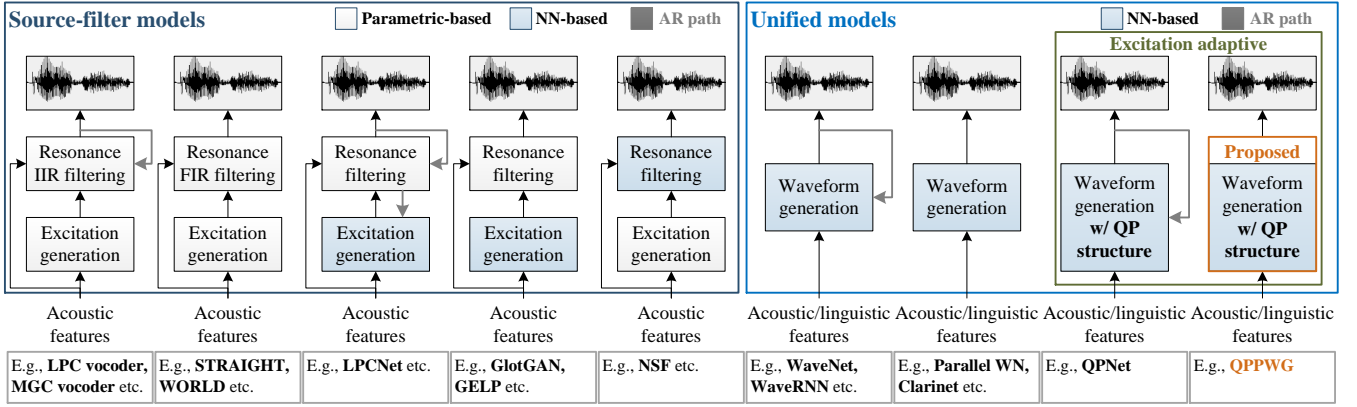 Source-filter models
Parametric-based
NN-based
AR path
Unified models
NN-based
AR path
Excitation adaptive
Resonance
IIR filtering
Excitation
generation
Acoustic
features
E.g., LPC vocoder,
MGC vocoder etc.
Resonance
FIR filtering
Excitation
generation
Acoustic
features
E.g., STRAIGHT,
WORLD etc.
Resonance
filtering
Excitation
generation
Acoustic
features
E.g., LPCNet etc.
Resonance
filtering
Excitation
generation
Acoustic
features
E.g., GlotGAN,
GELP etc.
Resonance
filtering
Excitation
generation
Acoustic
features
E.g., NSF etc.
Waveform
generation
Acoustic/linguistic
features
E.g., WaveNet,
WaveRNN etc.
Waveform
generation
Acoustic/linguistic
features
E.g., Parallel WN,
Clarinet etc.
Waveform
generation
w/ QP
structure
Acoustic/linguistic
features
E.g., QPNet
Proposed
Waveform
generation
w/ QP
structure
Acoustic/linguistic
features
E.g., QPPWG